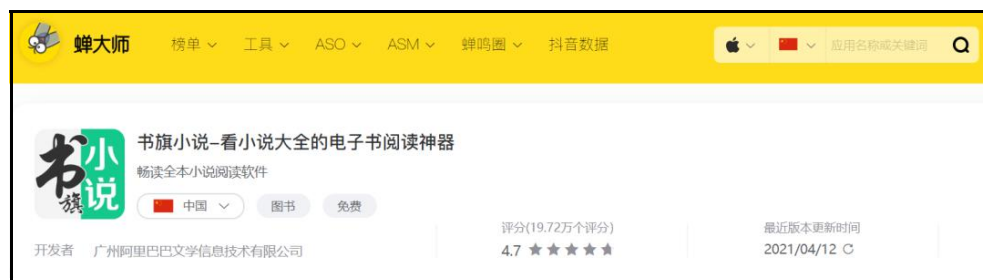 蝉大师 榜单 工具 ASO ASM 蝉鸣圈 抖音数据 应用名称或关键词
书旗小说
书旗小说-看小说大全的电子书阅读神器
畅读全本小说阅读软件
中国 图书 免费
评分(19.72万个评分) 最近版本更新时间
开发者 广州阿里巴巴文学信息技术有限公司 4.7 2021/04/12